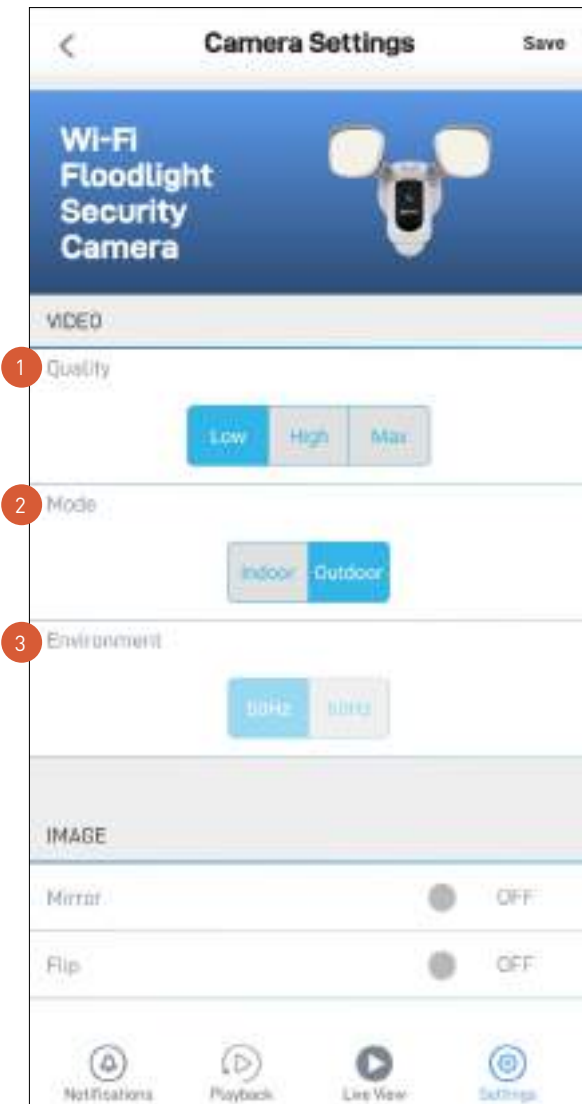 Camera Settings
Save
Wi-Fi
Floodlight
Security
Camera
VIDEO
1
Quality
Low High Max
2
Mode
Indoor Outdoor
3
Environment
IMAGE
Mirror OFF
Flip OFF
Notifications Playback Live View Settings